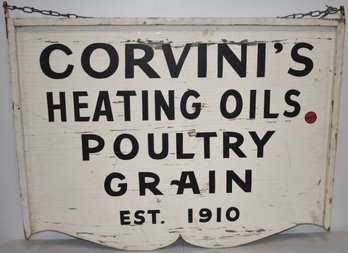 CORVINI'S
HEATING OILS
POULTRY
GRAIN
EST. 1910